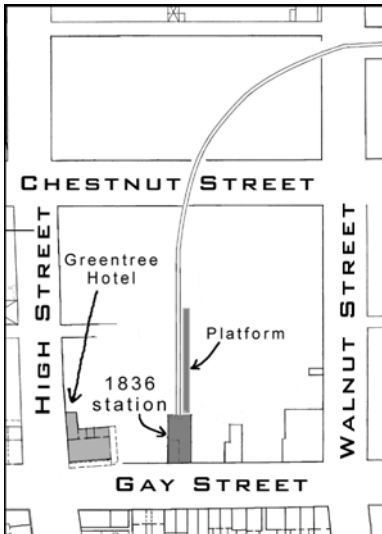 CHESTNUT STREET
HIGH STREET
Greentree
Hotel
WALNUT STREET
Platform
1836
station
GAY STREET